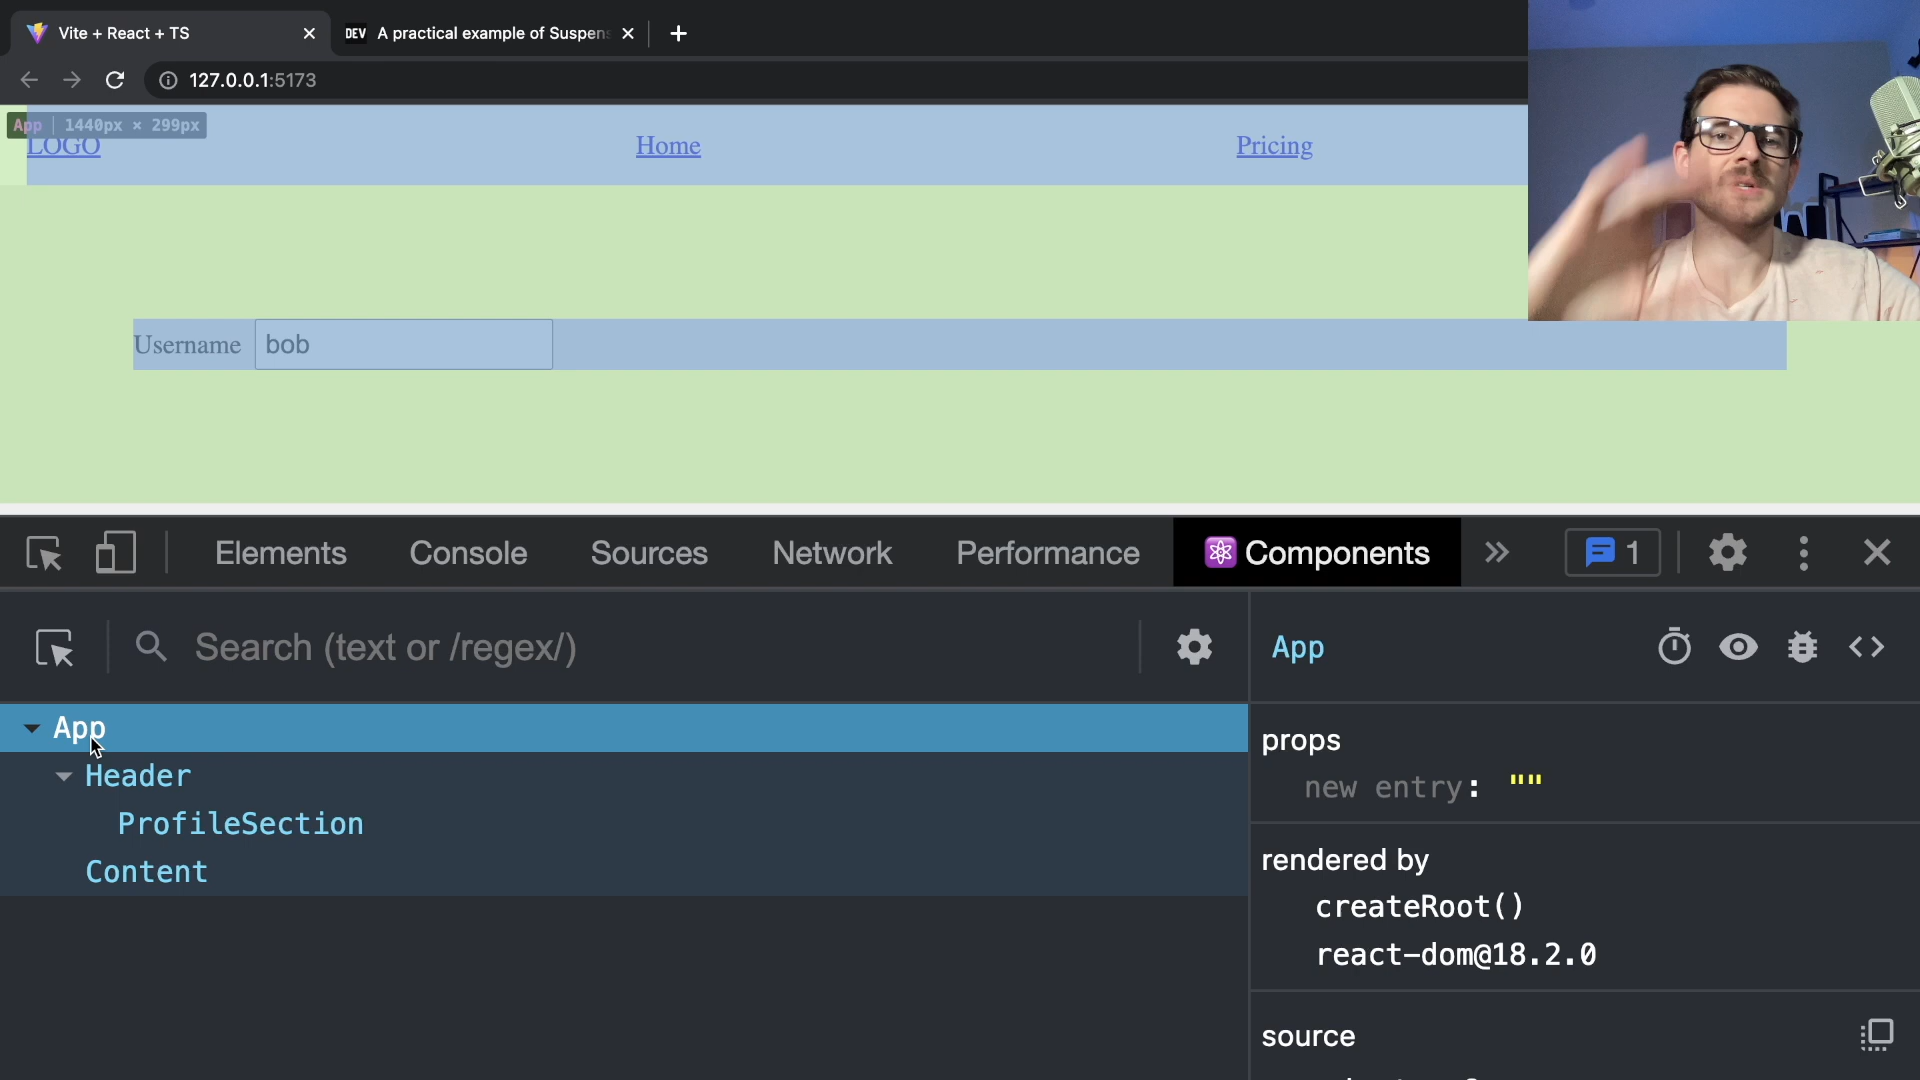 Vite + React + TS
DEV A practical example of Suspens
127.0.0.1:5173
App 1440px × 299px
LOGO Home Pricing
Username bob
Elements Console Sources Network Performance Components 1
Search (text or /regex/)
App
App
Header
ProfileSection
Content
props
new entry: ""
rendered by
createRoot()
react-dom@18.2.0
source